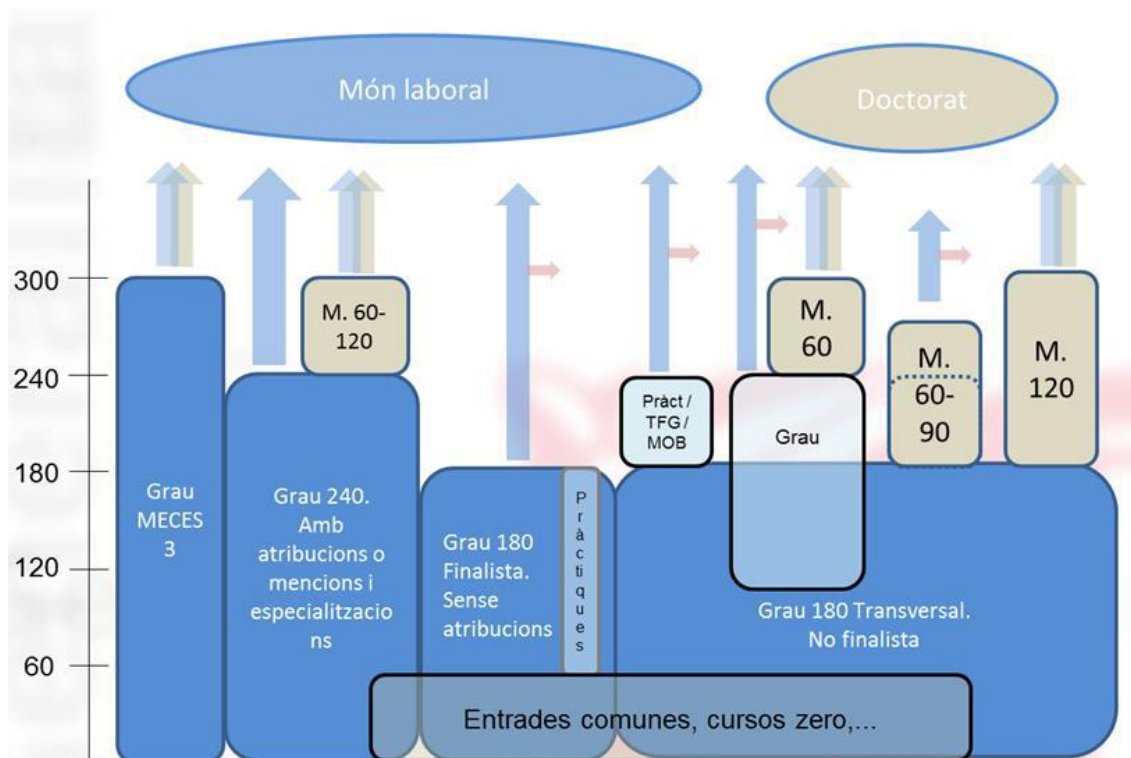 Món laboral
Doctorat
300
240
180
120
60
Grau
MECES
3
Grau 240.
Amb
atribucions o
mencions i
especialitzacio
ns
M. 60-
120
Grau 180
Finalista.
Sense
atribucions
Pràctiques
Pràct /
TFG /
MOB
Grau
M.
60
M.
60-
90
M.
120
Grau 180 Transversal.
No finalista
Entrades comunes, cursos zero,...